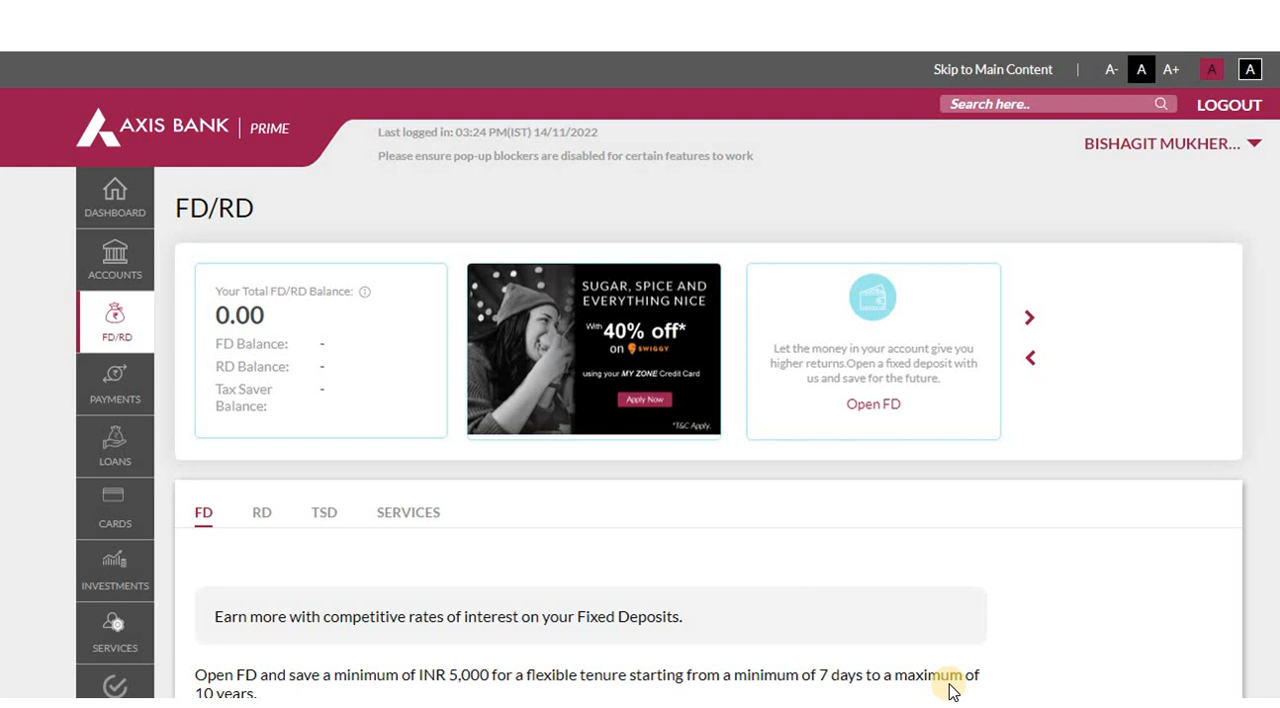 Skip to Main Content | A- A A+ A A
Search here.. LOGOUT
AXIS BANK | PRIME
Last logged in: 03:24 PM(IST) 14/11/2022
Please ensure pop-up blockers are disabled for certain features to work
BISHAGIT MUKHER...
DASHBOARD
ACCOUNTS
FD/RD
PAYMENTS
LOANS
CARDS
INVESTMENTS
SERVICES
FD/RD
Your Total FD/RD Balance:
0.00
FD Balance: -
RD Balance: -
Tax Saver -
Balance:
SUGAR, SPICE AND
EVERYTHING NICE
With 40% off*
on SWIGGY
using your MY ZONE Credit Card
Apply Now
*T&C Apply.
Let the money in your account give you
higher returns.Open a fixed deposit with
us and save for the future.
Open FD
FD RD TSD SERVICES
Earn more with competitive rates of interest on your Fixed Deposits.
Open FD and save a minimum of INR 5,000 for a flexible tenure starting from a minimum of 7 days to a maximum of
10 years.